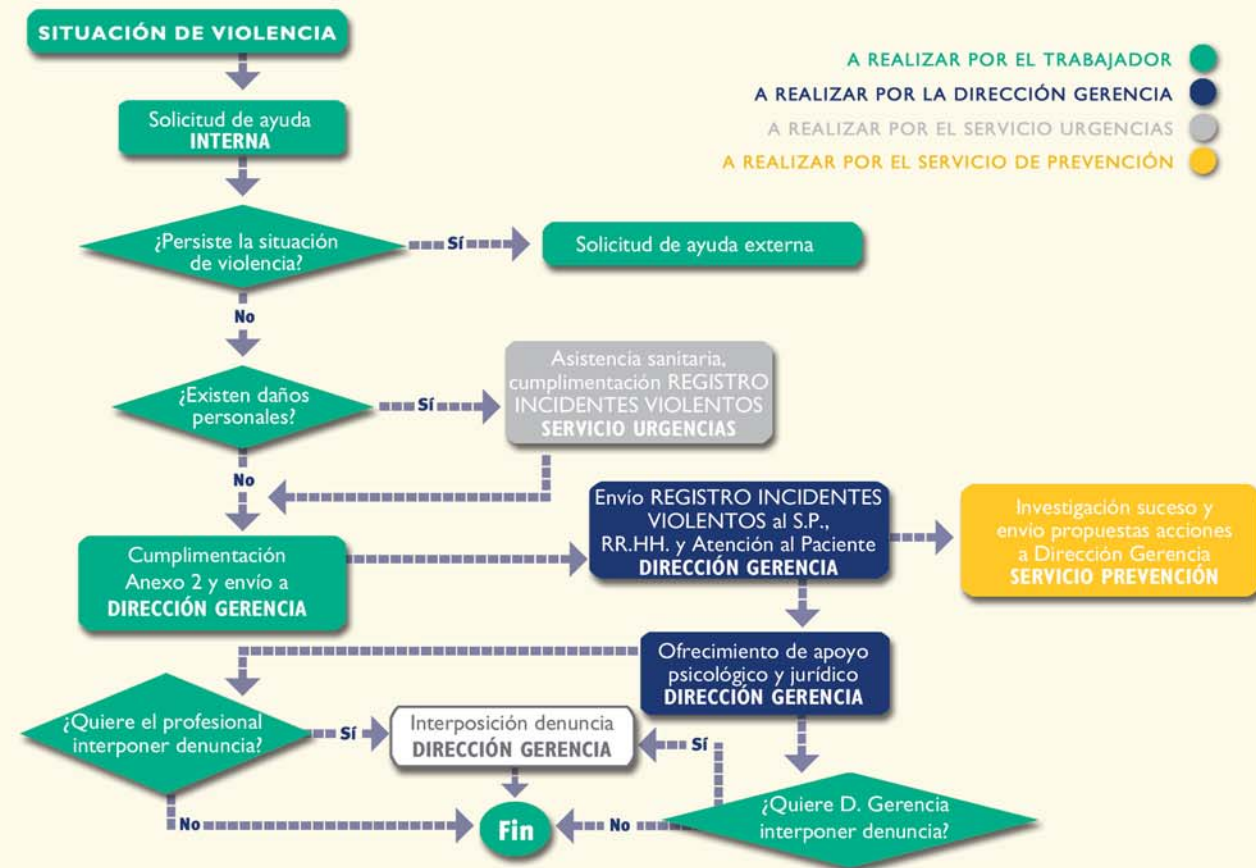 SITUACIÓN DE VIOLENCIA
A REALIZAR POR EL TRABAJADOR
A REALIZAR POR LA DIRECCIÓN GERENCIA
A REALIZAR POR EL SERVICIO URGENCIAS
A REALIZAR POR EL SERVICIO DE PREVENCIÓN
Solicitud de ayuda
INTERNA
¿Persiste la situación
de violencia?
Sí
Solicitud de ayuda externa
No
¿Existen daños
personales?
Sí
Asistencia sanitaria,
cumplimentación REGISTRO
INCIDENTES VIOLENTOS
SERVICIO URGENCIAS
No
Cumplimentación
Anexo 2 y envío a
DIRECCIÓN GERENCIA
Envío REGISTRO INCIDENTES
VIOLENTOS al S.P.,
RR.HH. y Atención al Paciente
DIRECCIÓN GERENCIA
Investigación suceso y
envío propuestas acciones
a Dirección Gerencia
SERVICIO PREVENCIÓN
Ofrecimiento de apoyo
psicológico y jurídico
DIRECCIÓN GERENCIA
¿Quiere el profesional
interponer denuncia?
Sí
Interposición denuncia
DIRECCIÓN GERENCIA
Sí
¿Quiere D. Gerencia
interponer denuncia?
No
Fin
No